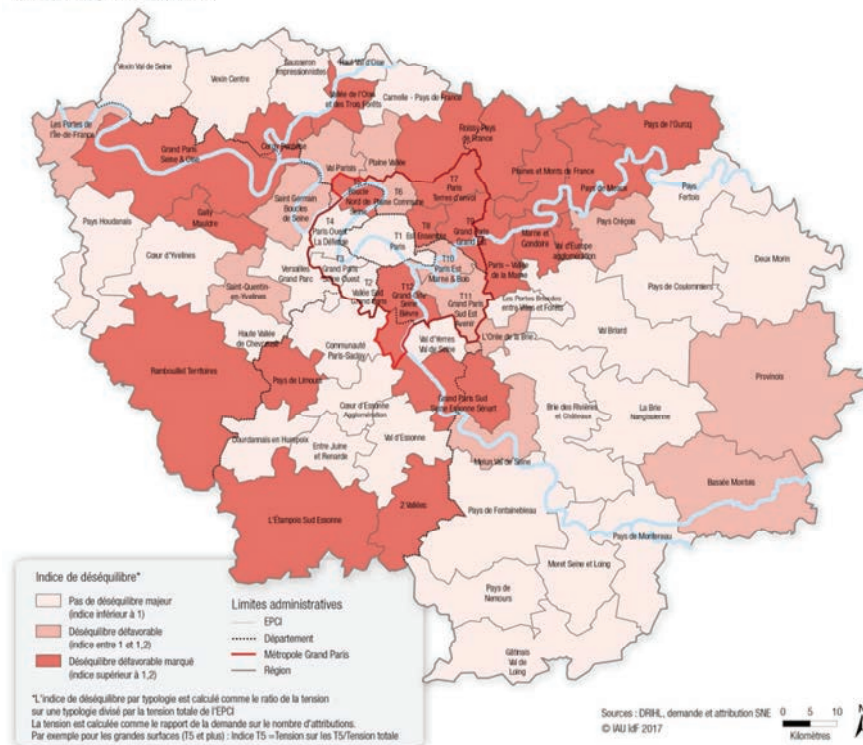 Vexin Val de Seine
Vexin Centre
Sausseron
Impressionnistes
Haut Val d'Oise
Vallée de l'Oise
et des Trois Forêts
Carnelle - Pays de France
Les Portes de
l'Île-de-France
Grand Paris
Seine & Oise
Cergy-Pontoise
Val Parisis
Plaine Vallée
Roissy Pays
de France
Pays de l'Ourcq
Plaines et Monts de France
Pays de Meaux
Pays
Fertois
Gally
Mauldre
Saint Germain
Boucles
de Seine
Boucle
Nord de
Seine
T6
Plaine Commune
T7
Paris
Terres d'envol
Pays Houdanais
T4
Paris Ouest
La Défense
T1
Paris
T8
Est Ensemble
T9
Grand Paris
Grand Est
Marne et
Gondoire
Val d'Europe
agglomération
Pays Créçois
Deux Morin
Cœur d'Yvelines
Versailles
Grand Parc
T3
Grand Paris
Seine Ouest
T10
Paris Est
Marne & Bois
Paris – Vallée
de la Marne
Pays de Coulommiers
Saint-Quentin-
en-Yvelines
T2
Vallée Sud
Grand Paris
T12
Grand-Orly
Seine
Bièvre
T11
Grand Paris
Sud Est
Avenir
Les Portes Briardes
entre Villes et Forêts
Haute Vallée
de Chevreuse
Communauté
Paris-Saclay
Val d'Yerres
Val de Seine
L'Orée de la Brie
Val Briard
Provinois
Rambouillet Territoires
Pays de Limours
Grand Paris Sud
Seine Essonne Sénart
Cœur d'Essonne
Agglomération
Brie des Rivières
et Châteaux
La Brie
Nangissienne
Dourdannais en Hurepoix
Entre Juine
et Renarde
Val d'Essonne
Melun Val de Seine
Bassée Montois
L'Étampois Sud Essonne
2 Vallées
Pays de Fontainebleau
Pays de Montereau
Moret Seine et Loing
Pays de
Nemours
Gâtinais
Val de
Loing
Indice de déséquilibre*
Pas de déséquilibre majeur
(indice inférieur à 1)
Déséquilibre défavorable
(indice entre 1 et 1,2)
Déséquilibre défavorable marqué
(indice supérieur à 1,2)
Limites administratives
EPCI
Département
Métropole Grand Paris
Région
*L'indice de déséquilibre par typologie est calculé comme le ratio de la tension
sur une typologie divisé par la tension totale de l'EPCI
La tension est calculée comme le rapport de la demande sur le nombre d'attributions.
Par exemple pour les grandes surfaces (T5 et plus) : Indice T5 =Tension sur les T5/Tension totale
Sources : DRIHL, demande et attribution SNE
© IAU IdF 2017
0 5 10
Kilomètres
N